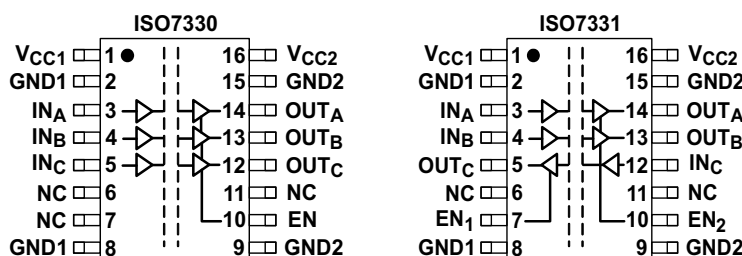 ISO7330 ISO7331
VCC1 1 16 VCC2 VCC1 1 16 VCC2
GND1 2 15 GND2 GND1 2 15 GND2
INA 3 14 OUTA INA 3 14 OUTA
INB 4 13 OUTB INB 4 13 OUTB
INC 5 12 OUTC OUTC 5 12 INC
NC 6 11 NC NC 6 11 NC
NC 7 10 EN EN1 7 10 EN2
GND1 8 9 GND2 GND1 8 9 GND2